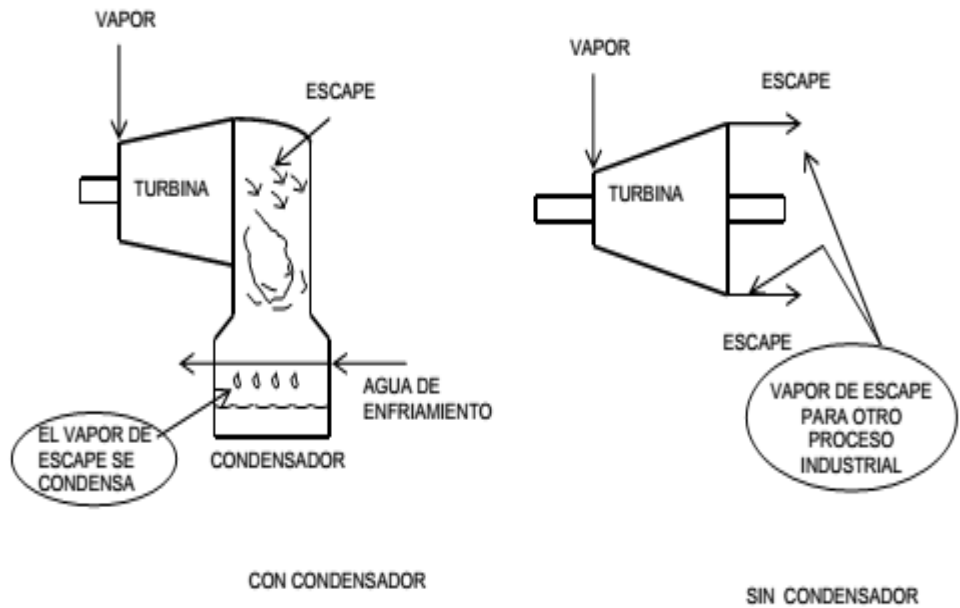 VAPOR
ESCAPE
TURBINA
AGUA DE
ENFRIAMIENTO
EL VAPOR DE
ESCAPE SE
CONDENSA
CONDENSADOR
CON CONDENSADOR
VAPOR
ESCAPE
TURBINA
ESCAPE
VAPOR DE ESCAPE
PARA OTRO
PROCESO
INDUSTRIAL
SIN CONDENSADOR